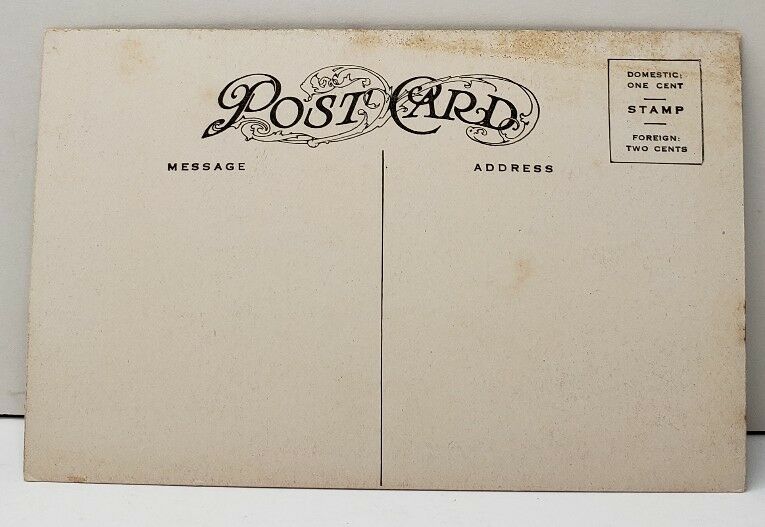 POST CARD
DOMESTIC:
ONE CENT
STAMP
FOREIGN:
TWO CENTS
MESSAGE
ADDRESS